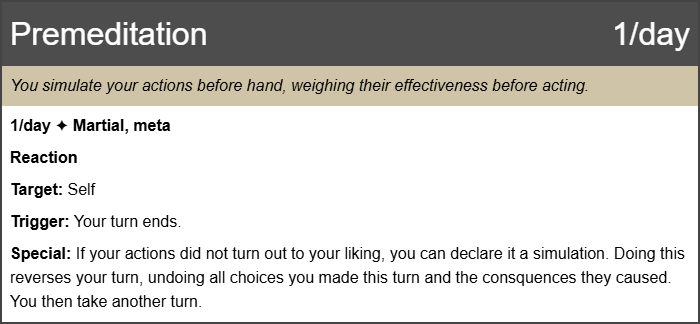 Premeditation 1/day
You simulate your actions before hand, weighing their effectiveness before acting.
1/day ✦ Martial, meta
Reaction
Target: Self
Trigger: Your turn ends.
Special: If your actions did not turn out to your liking, you can declare it a simulation. Doing this
reverses your turn, undoing all choices you made this turn and the consquences they caused.
You then take another turn.